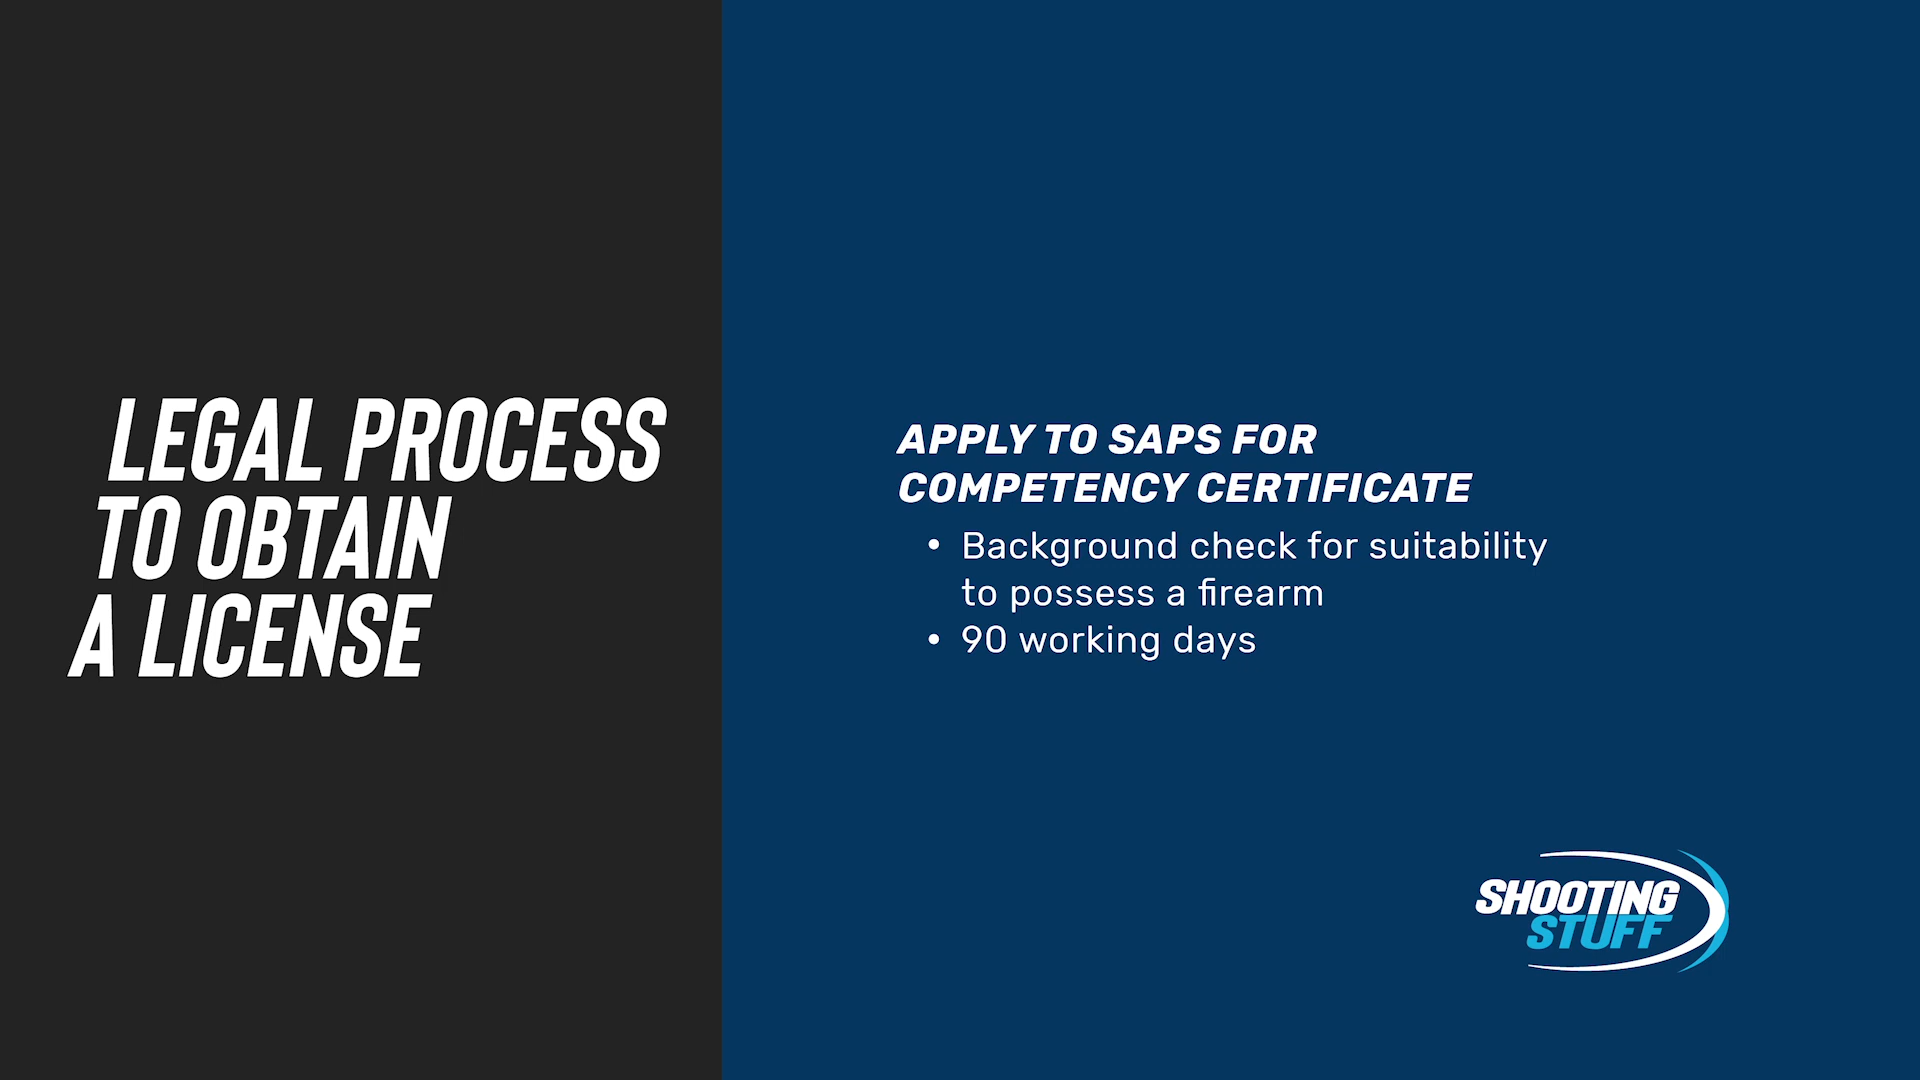 LEGAL PROCESS
TO OBTAIN
A LICENSE
APPLY TO SAPS FOR
COMPETENCY CERTIFICATE
• Background check for suitability
to possess a firearm
• 90 working days
SHOOTING
STUFF